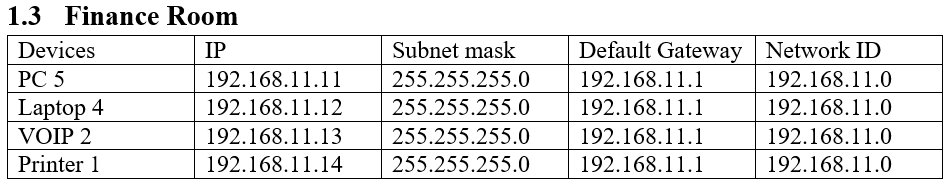 1.3 Finance Room
Devices IP Subnet mask Default Gateway Network ID
PC 5 192.168.11.11 255.255.255.0 192.168.11.1 192.168.11.0
Laptop 4 192.168.11.12 255.255.255.0 192.168.11.1 192.168.11.0
VOIP 2 192.168.11.13 255.255.255.0 192.168.11.1 192.168.11.0
Printer 1 192.168.11.14 255.255.255.0 192.168.11.1 192.168.11.0